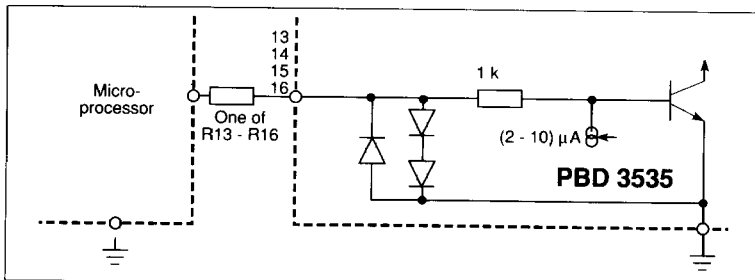 13
14
15
16
Micro-
processor
One of
R13 - R16
1 k
(2 - 10) µA
PBD 3535